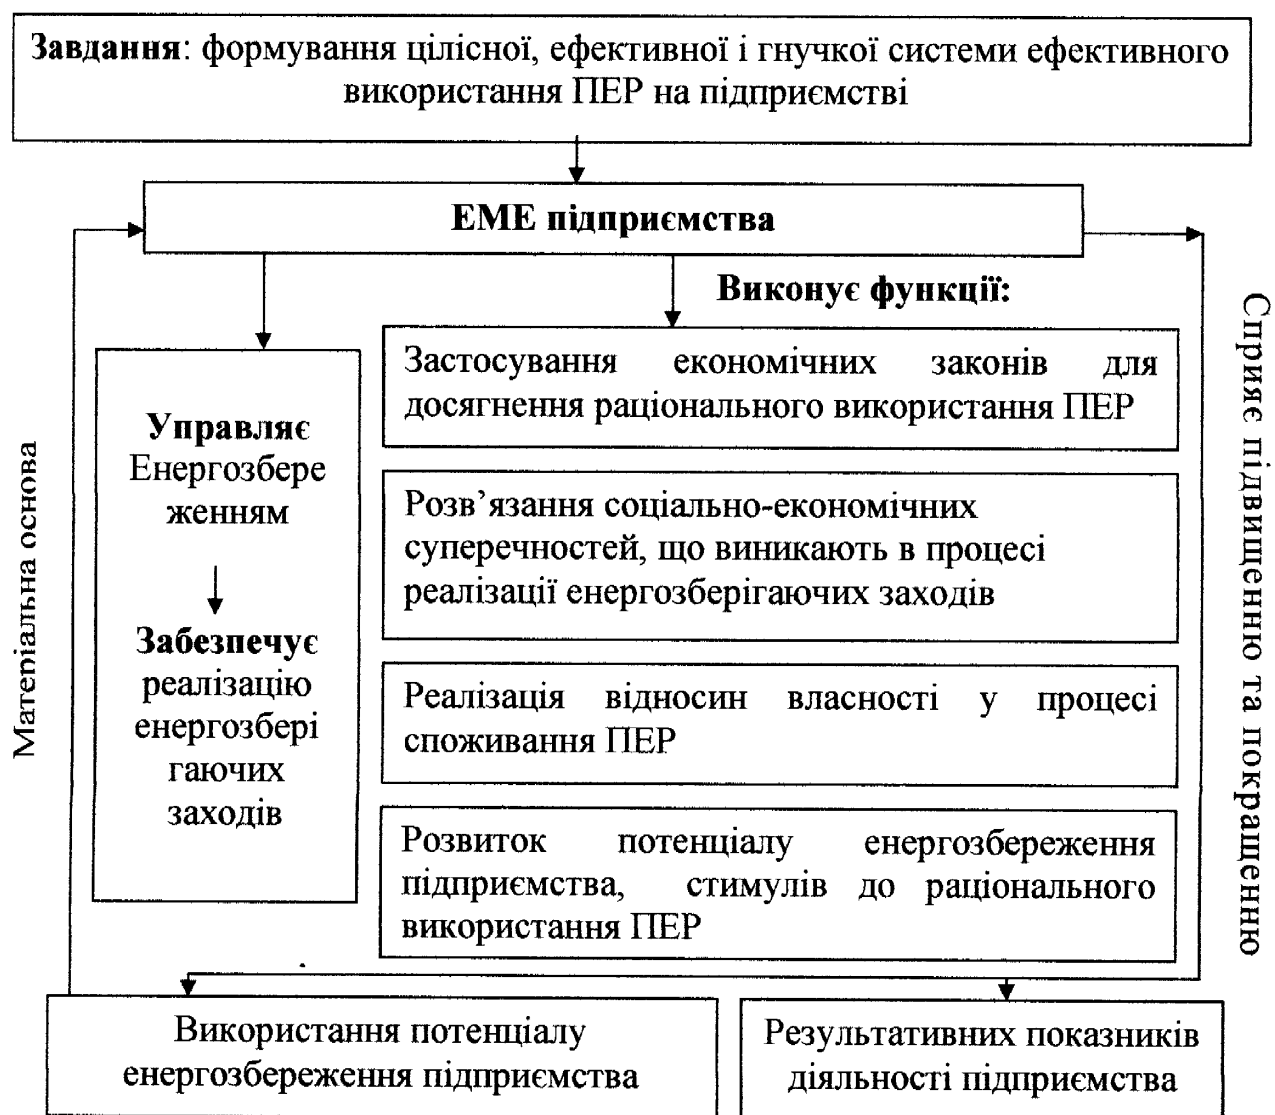 Завдання: формування цілісної, ефективної і гнучкої системи ефективного
використання ПЕР на підприємстві
ЕМЕ підприємства
Виконує функції:
Управляє
Енергозбере
женням
Забезпечує
реалізацію
енергозбері
гаючих
заходів
Застосування економічних законів для
досягнення раціонального використання ПЕР
Розв’язання соціально-економічних
суперечностей, що виникають в процесі
реалізації енергозберігаючих заходів
Реалізація відносин власності у процесі
споживання ПЕР
Розвиток потенціалу енергозбереження
підприємства, стимулів до раціонального
використання ПЕР
Матеріальна основа
Сприяє підвищенню та покращенню
Використання потенціалу
енергозбереження підприємства
Результативних показників
діяльності підприємства